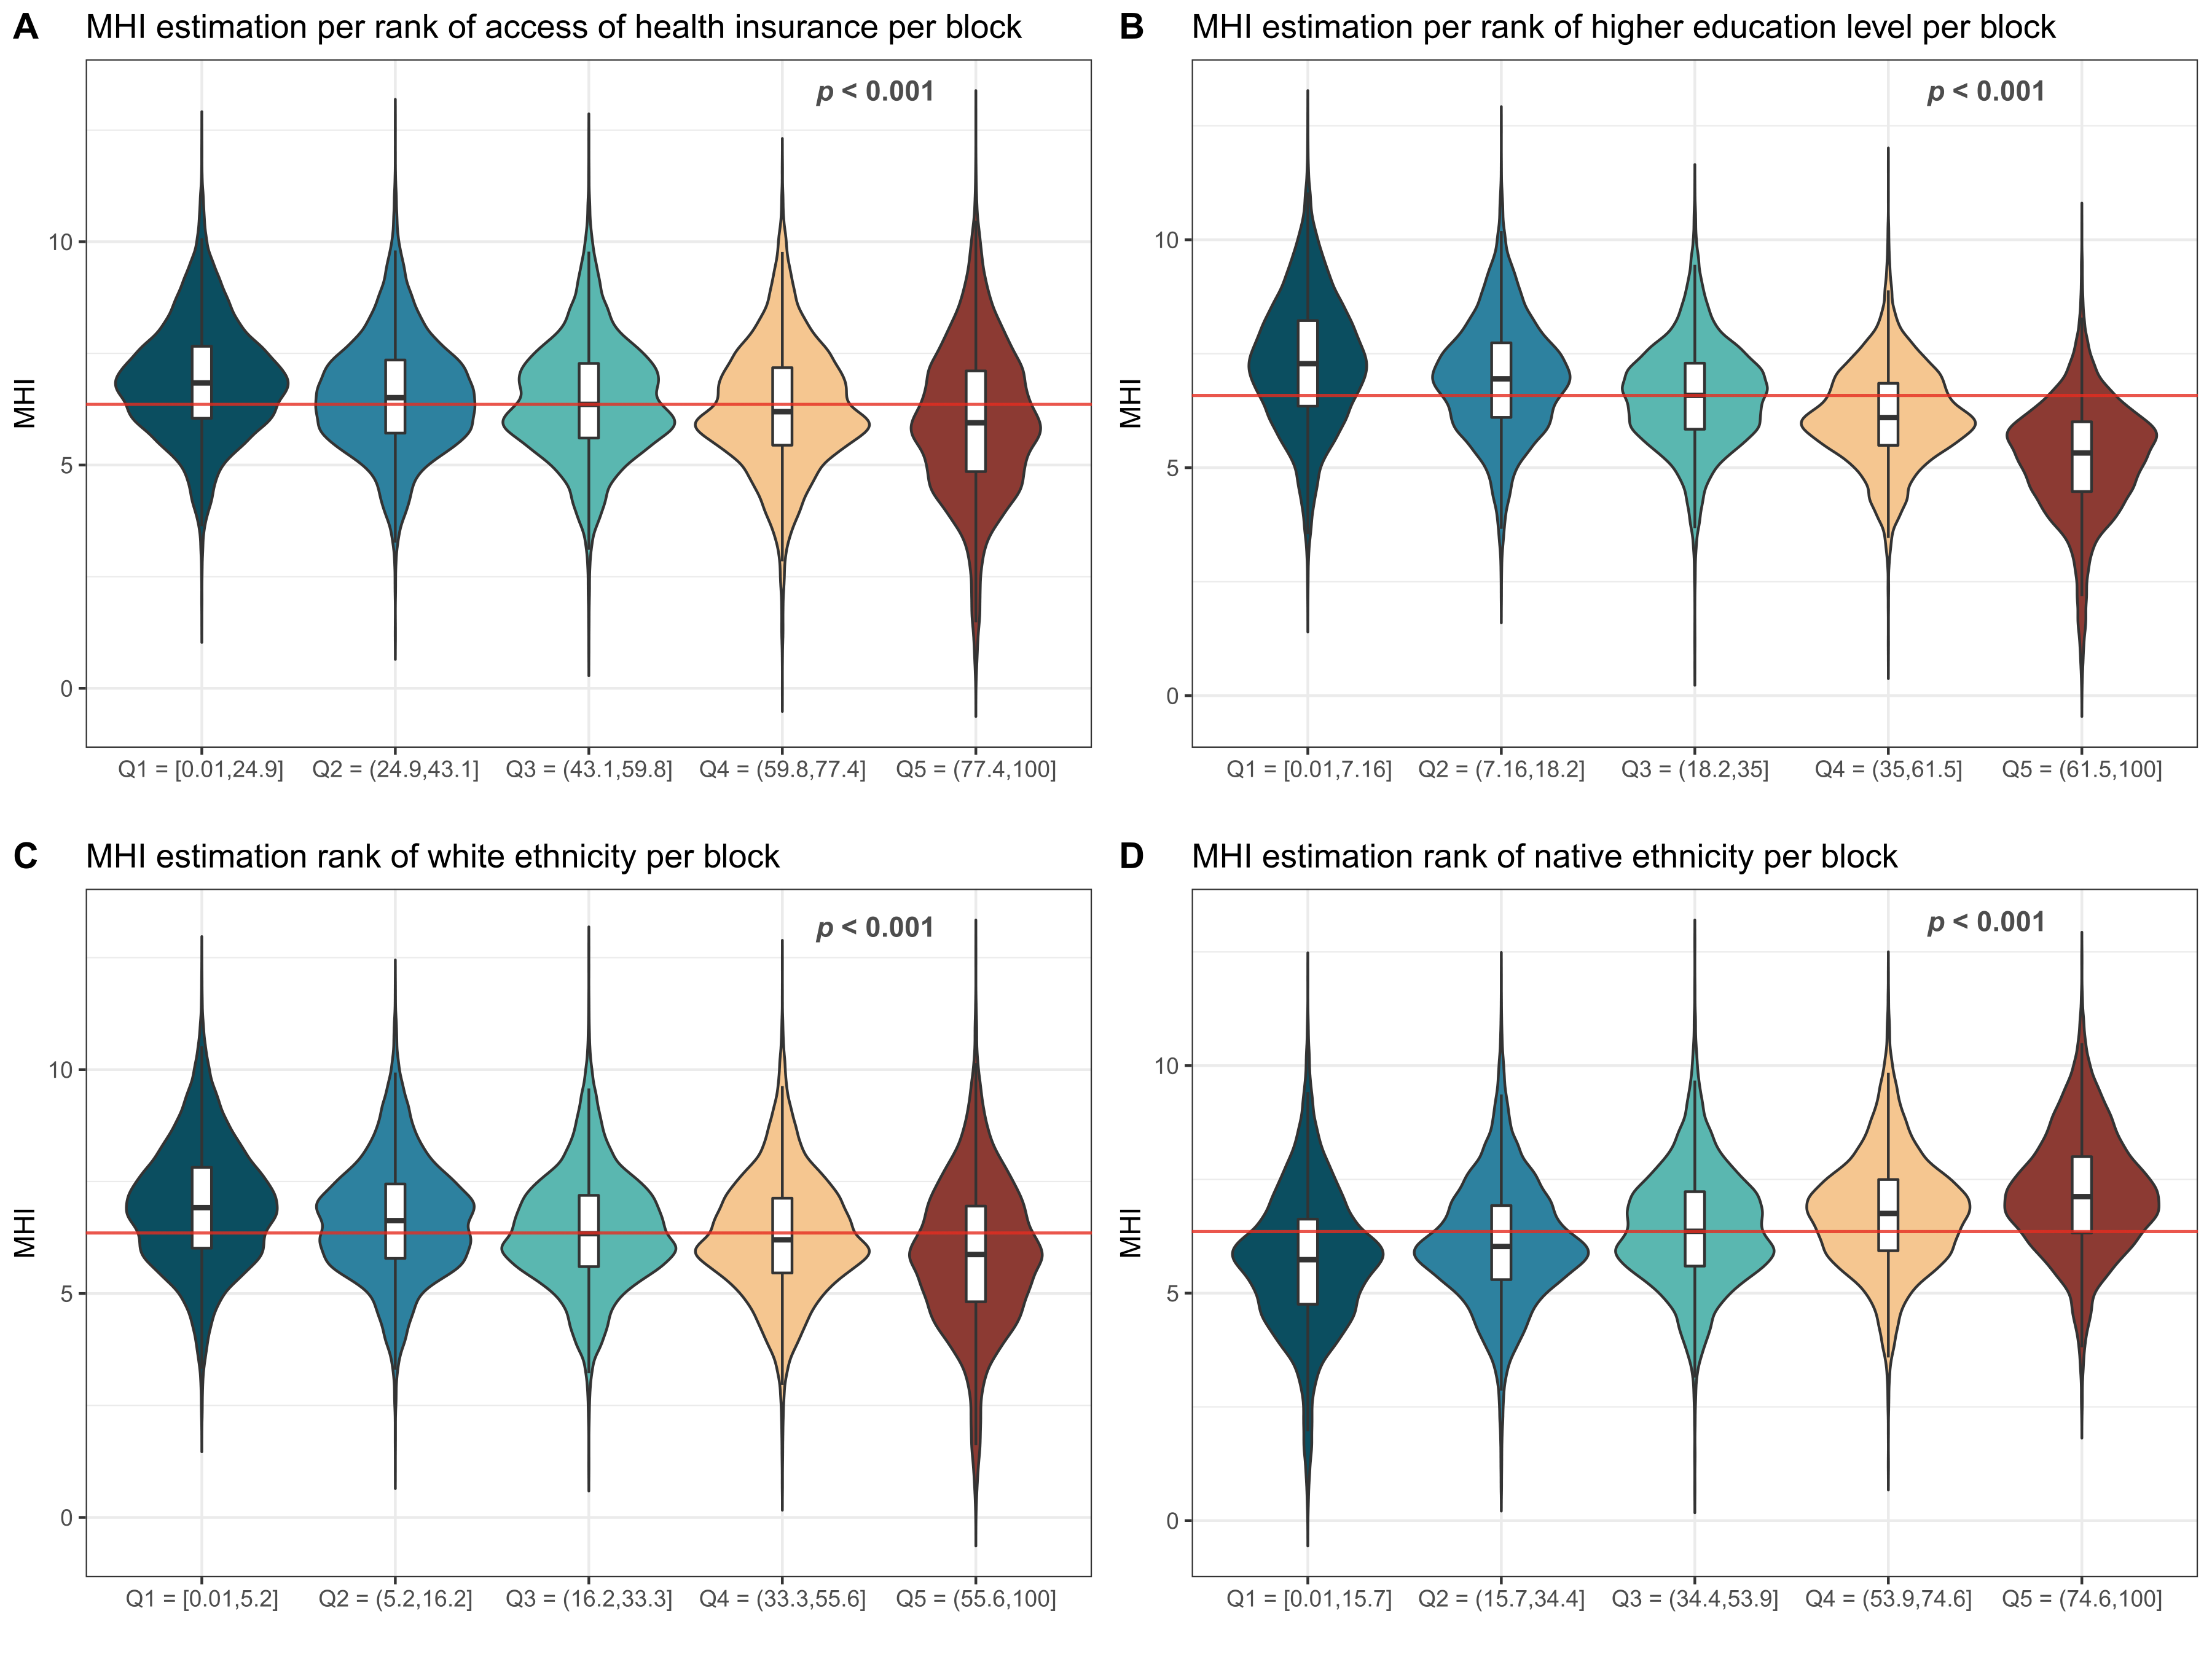 A MHI estimation per rank of access of health insurance per block
p < 0.001
MHI
10
5
0
Q1 = [0.01,24.9] Q2 = (24.9,43.1] Q3 = (43.1,59.8] Q4 = (59.8,77.4] Q5 = (77.4,100]
B MHI estimation per rank of higher education level per block
p < 0.001
MHI
10
5
0
Q1 = [0.01,7.16] Q2 = (7.16,18.2] Q3 = (18.2,35] Q4 = (35,61.5] Q5 = (61.5,100]
C MHI estimation rank of white ethnicity per block
p < 0.001
MHI
10
5
0
Q1 = [0.01,5.2] Q2 = (5.2,16.2] Q3 = (16.2,33.3] Q4 = (33.3,55.6] Q5 = (55.6,100]
D MHI estimation rank of native ethnicity per block
p < 0.001
MHI
10
5
0
Q1 = [0.01,15.7] Q2 = (15.7,34.4] Q3 = (34.4,53.9] Q4 = (53.9,74.6] Q5 = (74.6,100]